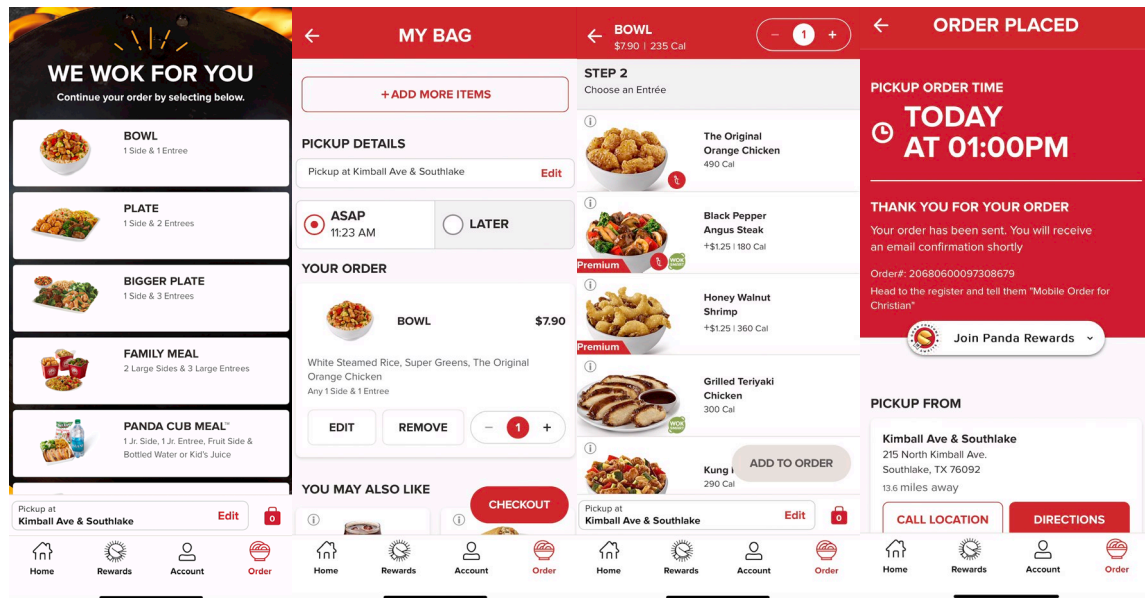 WE WOK FOR YOU
Continue your order by selecting below.
BOWL
1 Side & 1 Entree
PLATE
1 Side & 2 Entrees
BIGGER PLATE
1 Side & 3 Entrees
FAMILY MEAL
2 Large Sides & 3 Large Entrees
PANDA CUB MEAL™
1 Jr. Side, 1 Jr. Entree, Fruit Side &
Bottled Water or Kid's Juice
Pickup at
Kimball Ave & Southlake
Edit
0
Home
Rewards
Account
Order
MY BAG
+ ADD MORE ITEMS
PICKUP DETAILS
Pickup at Kimball Ave & Southlake
Edit
ASAP
11:23 AM
LATER
YOUR ORDER
BOWL
$7.90
White Steamed Rice, Super Greens, The Original
Orange Chicken
Any 1 Side & 1 Entree
EDIT
REMOVE
- 1 +
YOU MAY ALSO LIKE
CHECKOUT
Home
Rewards
Account
Order
BOWL
$7.90 | 235 Cal
- 1 +
STEP 2
Choose an Entrée
The Original
Orange Chicken
490 Cal
Black Pepper
Angus Steak
+$1.25 | 180 Cal
Premium
WOK SMART
Honey Walnut
Shrimp
+$1.25 | 360 Cal
Premium
Grilled Teriyaki
Chicken
300 Cal
WOK SMART
Kung
290 Cal
ADD TO ORDER
Pickup at
Kimball Ave & Southlake
Edit
0
Home
Rewards
Account
Order
ORDER PLACED
PICKUP ORDER TIME
TODAY
AT 01:00PM
THANK YOU FOR YOUR ORDER
Your order has been sent. You will receive
an email confirmation shortly
Order#: 20680600097308679
Head to the register and tell them "Mobile Order for
Christian"
Join Panda Rewards
PICKUP FROM
Kimball Ave & Southlake
215 North Kimball Ave.
Southlake, TX 76092
13.6 miles away
CALL LOCATION
DIRECTIONS
Home
Rewards
Account
Order